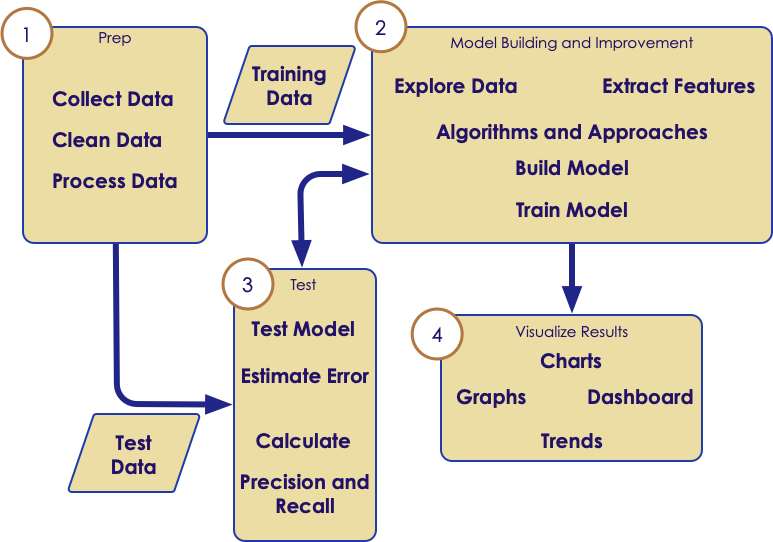 1
Prep
Collect Data
Clean Data
Process Data
Training
Data
2
Model Building and Improvement
Explore Data
Extract Features
Algorithms and Approaches
Build Model
Train Model
3
Test
Test Model
Estimate Error
Calculate
Precision and
Recall
Test
Data
4
Visualize Results
Charts
Graphs
Dashboard
Trends